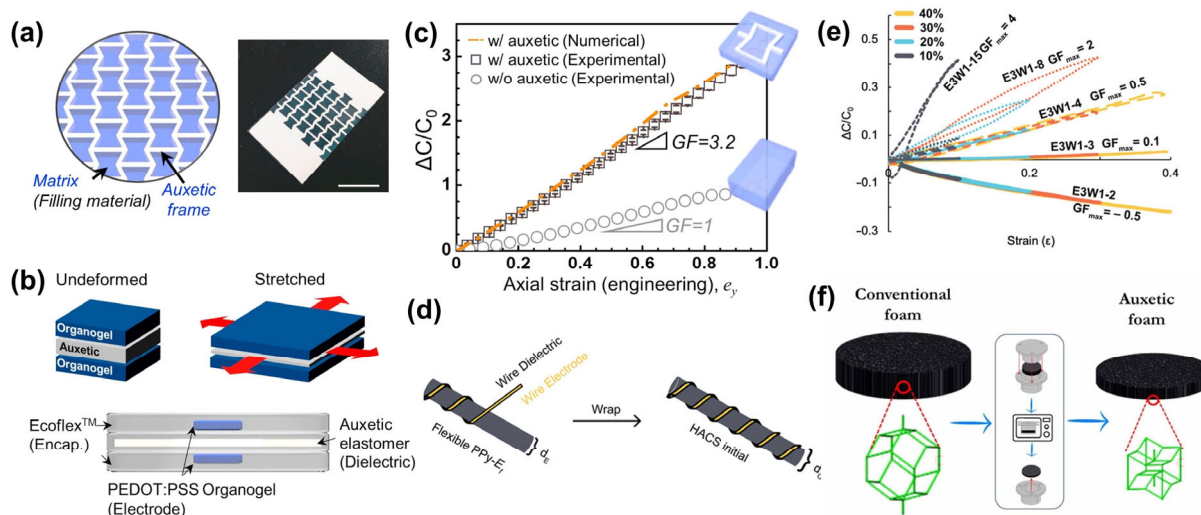 (a)
Matrix
(Filling material)
Auxetic
frame
(b)
Undeformed
Stretched
Organogel
Auxetic
Organogel
Ecoflex™
(Encap.)
Auxetic
elastomer
(Dielectric)
PEDOT:PSS Organogel
(Electrode)
(c)
w/ auxetic (Numerical)
w/ auxetic (Experimental)
w/o auxetic (Experimental)
GF=3.2
GF=1
ΔC/C₀
3
2
1
0
0 0.2 0.4 0.6 0.8 1.0
Axial strain (engineering), e_y
(d)
Wire Dielectric
Wire Electrode
Flexible PPy-E_f
d_E
Wrap
HACS initial
(e)
40%
30%
20%
10%
E3W1-15 GF_max = 4
E3W1-8 GF_max = 2
E3W1-4 GF_max = 0.5
E3W1-3 GF_max = 0.1
E3W1-2
GF_max = − 0.5
ΔC/C₀
0.5
0.3
0.1
-0.1
-0.3
0.1 0.2 0.3 0.4
Strain (ε)
(f)
Conventional
foam
Auxetic
foam